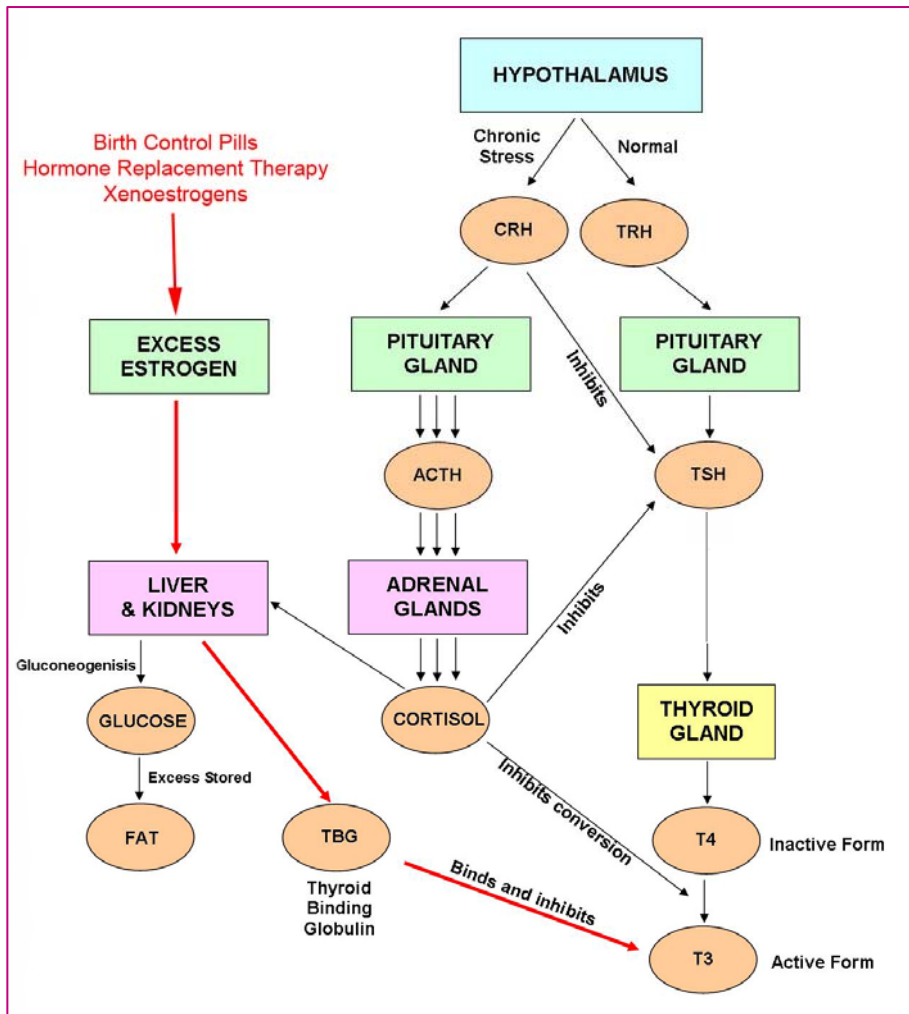 HYPOTHALAMUS
Birth Control Pills
Hormone Replacement Therapy
Xenoestrogens
Chronic
Stress
Normal
CRH
TRH
EXCESS
ESTROGEN
PITUITARY
GLAND
Inhibits
PITUITARY
GLAND
ACTH
TSH
LIVER
& KIDNEYS
ADRENAL
GLANDS
Inhibits
Gluconeogenisis
GLUCOSE
CORTISOL
THYROID
GLAND
Excess Stored
Inhibits conversion
FAT
TBG
T4
Inactive Form
Thyroid
Binding
Globulin
Binds and inhibits
T3
Active Form